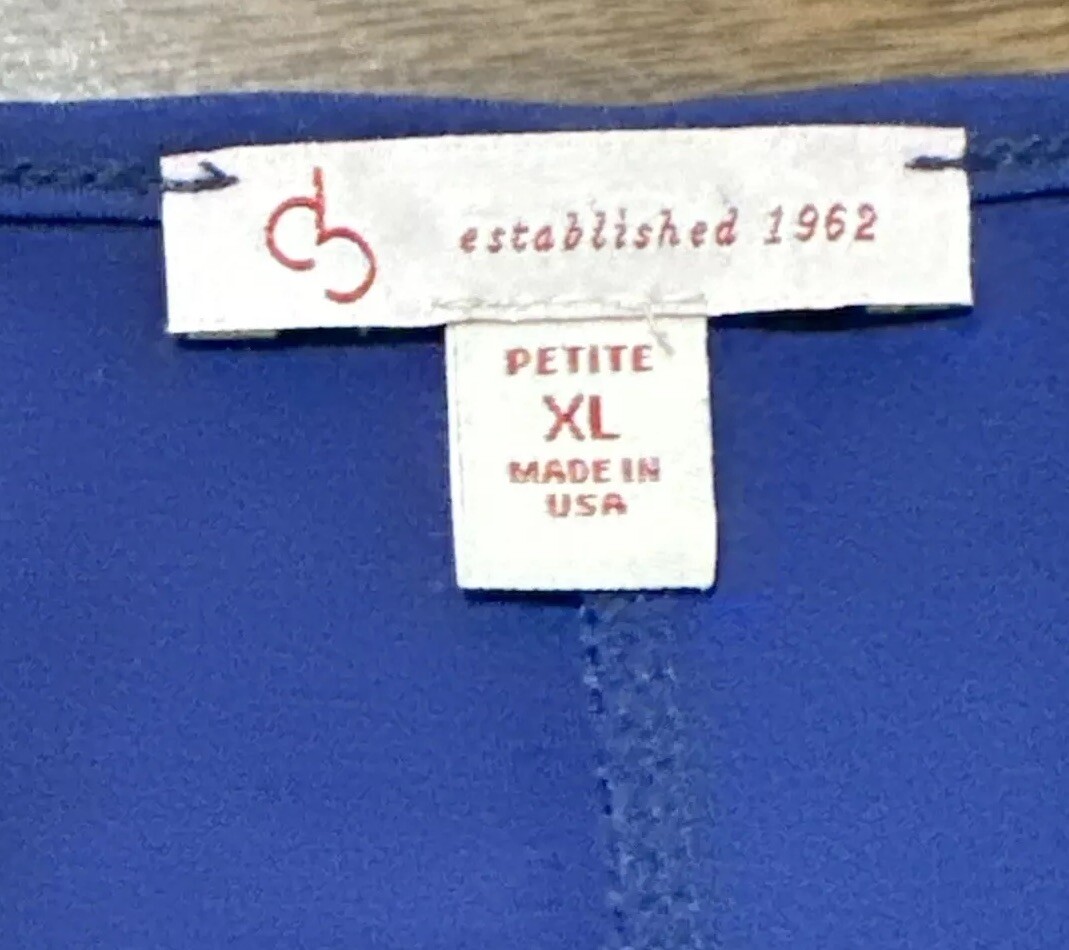 established 1962
PETITE
XL
MADE IN
USA